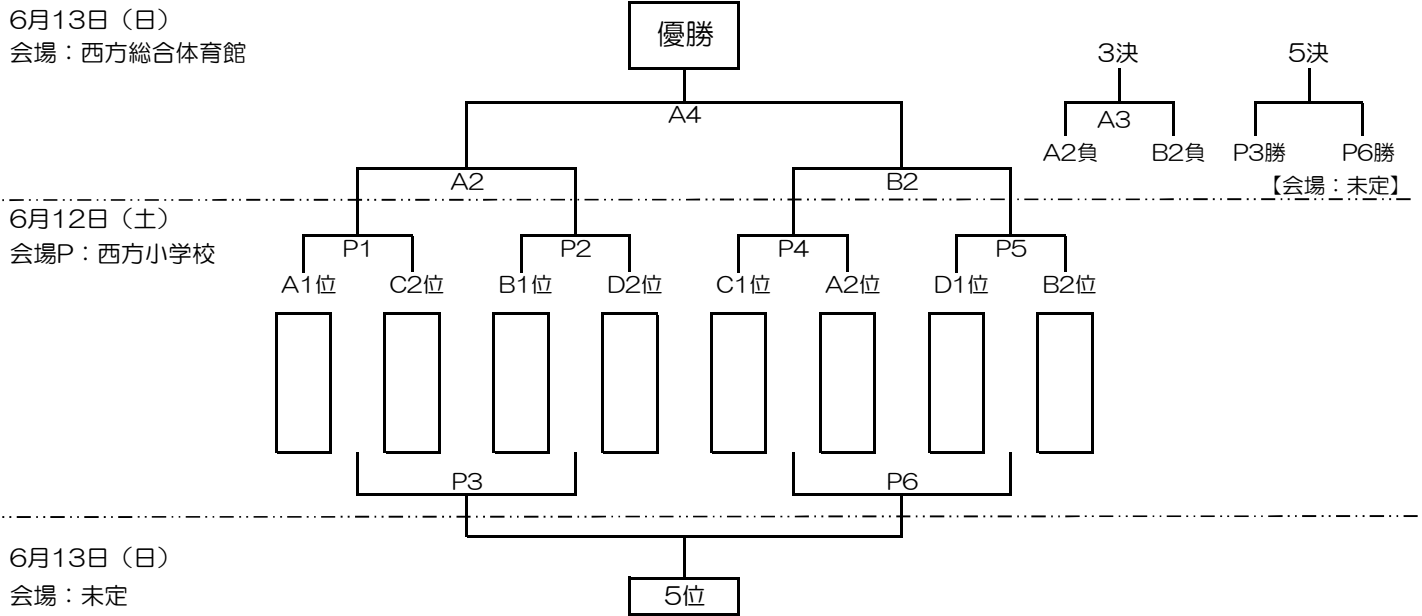 6月13日（日）
会場：西方総合体育館
優勝
3決
5決
A4
A3
A2負
B2負
P3勝
P6勝
A2
B2
【会場：未定】
6月12日（土）
会場P：西方小学校
P1
P2
P4
P5
A1位
C2位
B1位
D2位
C1位
A2位
D1位
B2位
P3
P6
6月13日（日）
会場：未定
5位